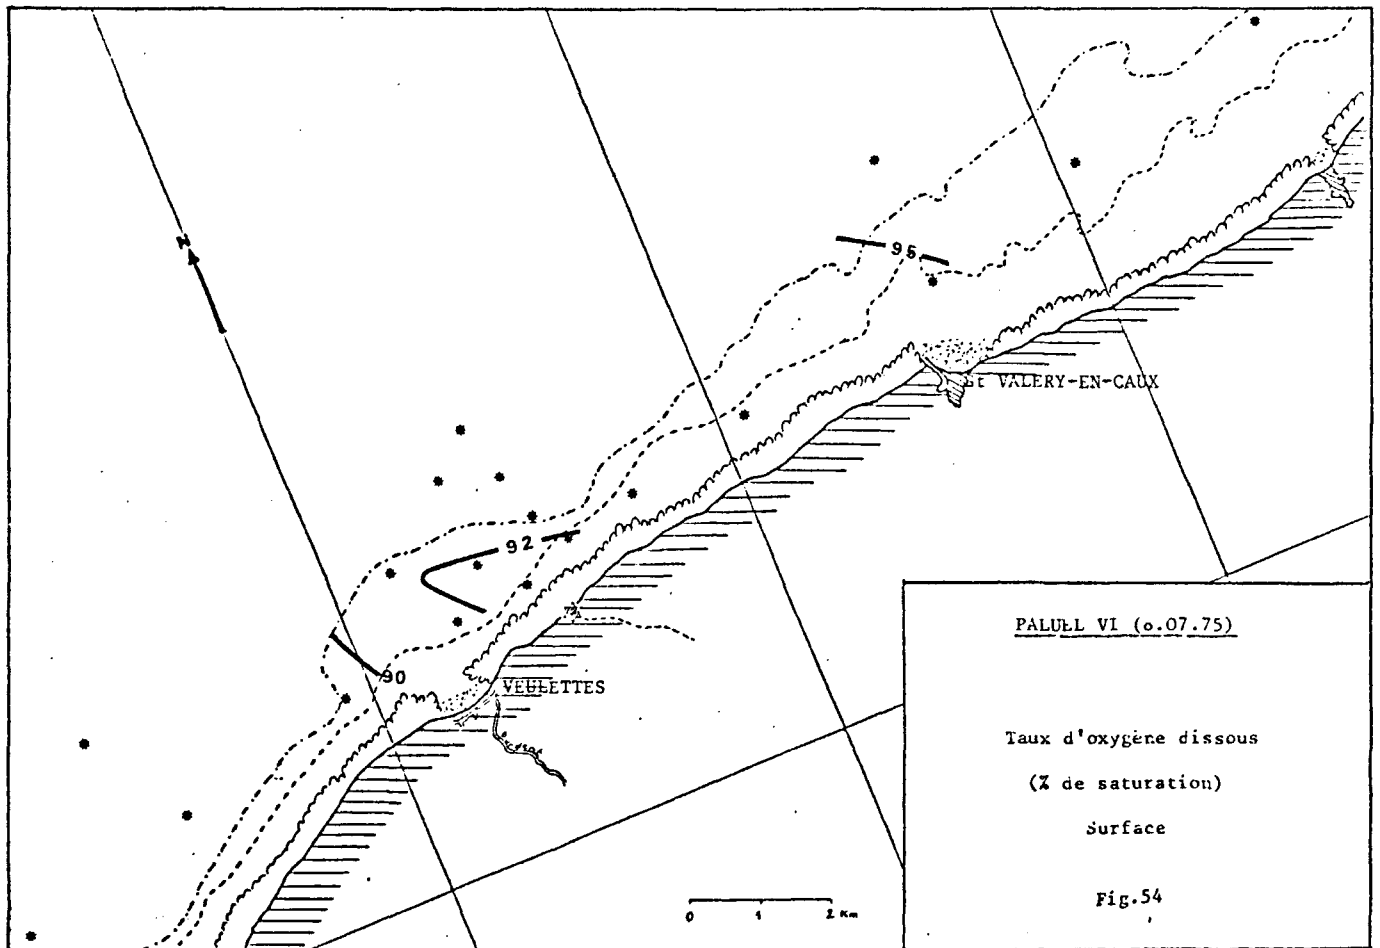 N
95
St VALERY-EN-CAUX
92
90
VEULETTES
PALUEL VI (o.07.75)
Taux d'oxygène dissous
(% de saturation)
Surface
Fig.54
0 1 2 Km